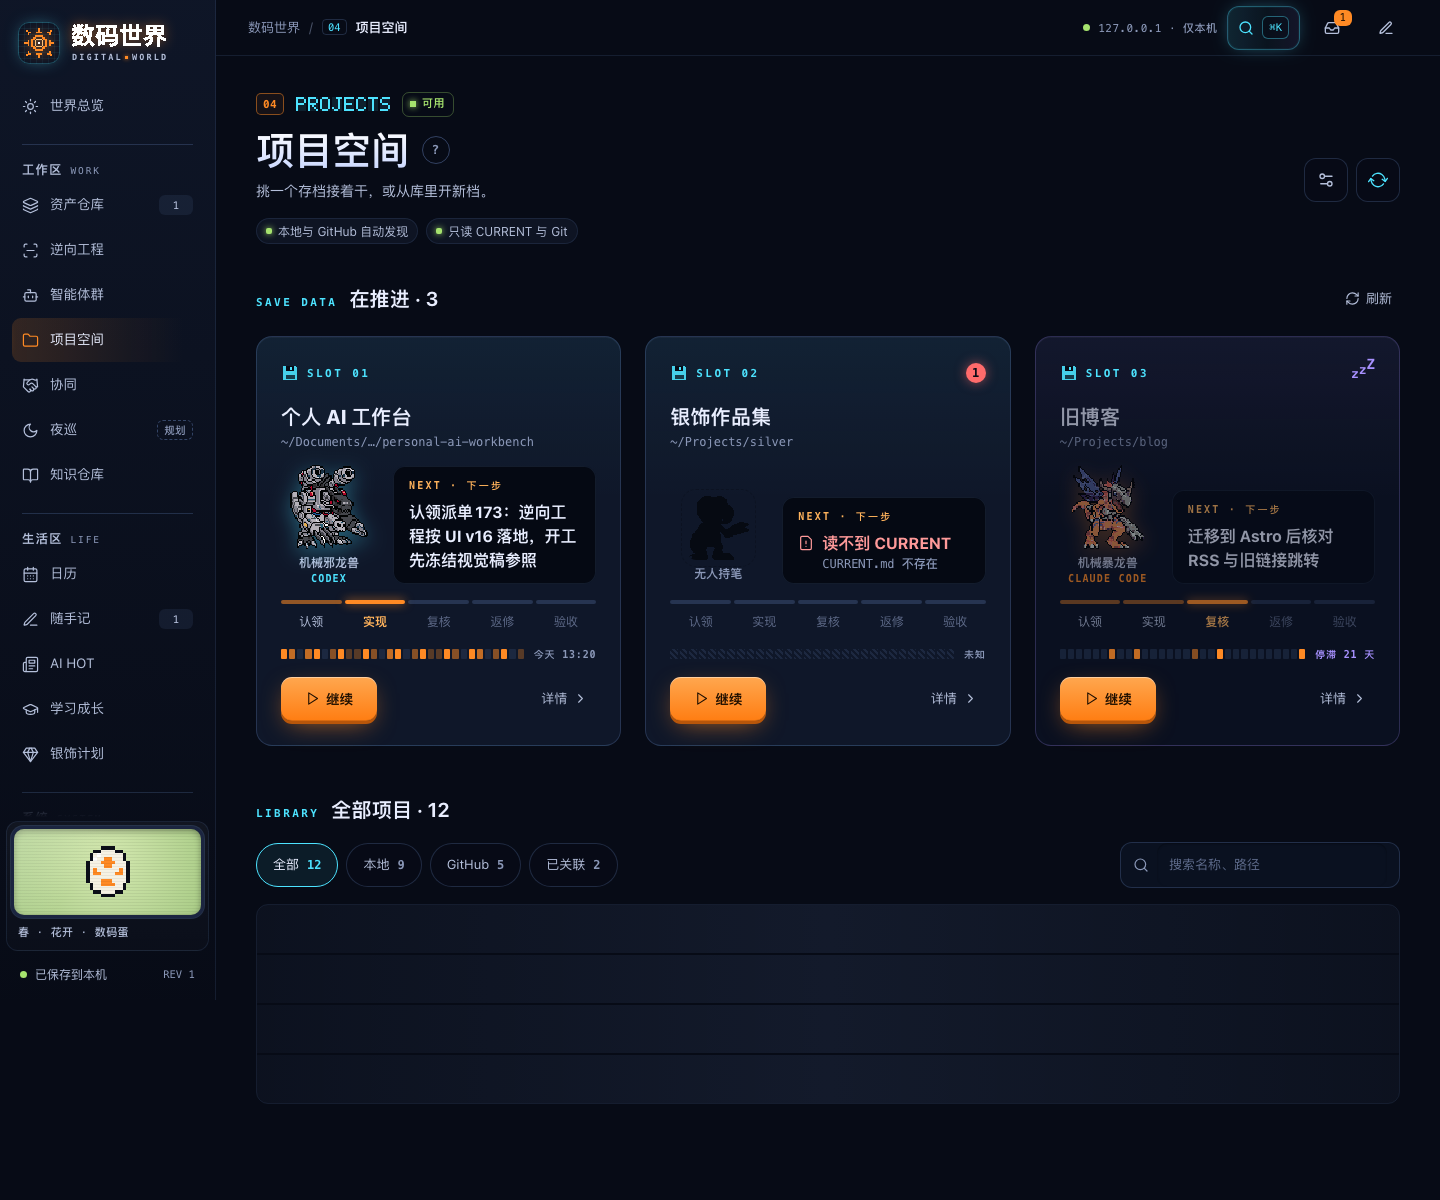 数码世界
DIGITAL WORLD
世界总览
工作区 WORK
资产仓库 1
逆向工程
智能体群
项目空间
协同
夜巡 规划
知识仓库
生活区 LIFE
日历
随手记 1
AI HOT
学习成长
银饰计划
春 · 花开 · 数码蛋
已保存到本机 REV 1
数码世界 / 04 项目空间
127.0.0.1 · 仅本机
⌘K
1
04 PROJECTS 可用
项目空间 ?
挑一个存档接着干，或从库里开新档。
本地与 GitHub 自动发现
只读 CURRENT 与 Git
SAVE DATA 在推进 · 3
刷新
SLOT 01
个人 AI 工作台
~/Documents/…/personal-ai-workbench
机械邪龙兽
CODEX
NEXT · 下一步
认领派单 173：逆向工
程按 UI v16 落地，开工
先冻结视觉稿参照
认领 实现 复核 返修 验收
今天 13:20
继续
详情
SLOT 02
1
银饰作品集
~/Projects/silver
无人持笔
NEXT · 下一步
读不到 CURRENT
CURRENT.md 不存在
认领 实现 复核 返修 验收
未知
继续
详情
SLOT 03
zzZ
旧博客
~/Projects/blog
机械暴龙兽
CLAUDE CODE
NEXT · 下一步
迁移到 Astro 后核对
RSS 与旧链接跳转
认领 实现 复核 返修 验收
停滞 21 天
继续
详情
LIBRARY 全部项目 · 12
全部 12
本地 9
GitHub 5
已关联 2
搜索名称、路径